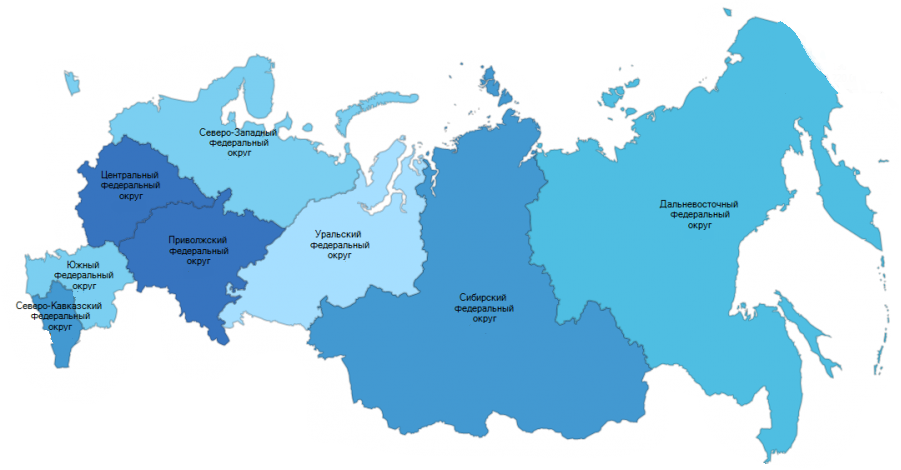 Северо-Западный
федеральный
округ
Центральный
Федеральный
округ
Дальневосточный
федеральный
округ
Приволжский
федеральный
округ
Уральский
федеральный
округ
Южный
федеральный
округ
Северо-Кавказский
федеральный
округ
Сибирский
федеральный
округ